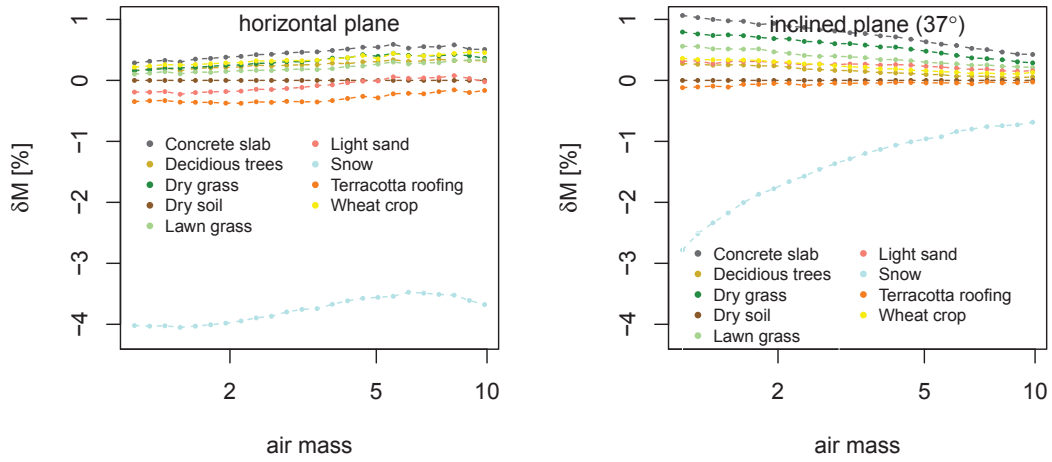 horizontal plane
1
0
−1
−2
−3
−4
δM [%]
Concrete slab
Decidious trees
Dry grass
Dry soil
Lawn grass
Light sand
Snow
Terracotta roofing
Wheat crop
2 5 10
air mass
inclined plane (37°)
1
0
−1
−2
−3
−4
δM [%]
Concrete slab
Decidious trees
Dry grass
Dry soil
Lawn grass
Light sand
Snow
Terracotta roofing
Wheat crop
2 5 10
air mass